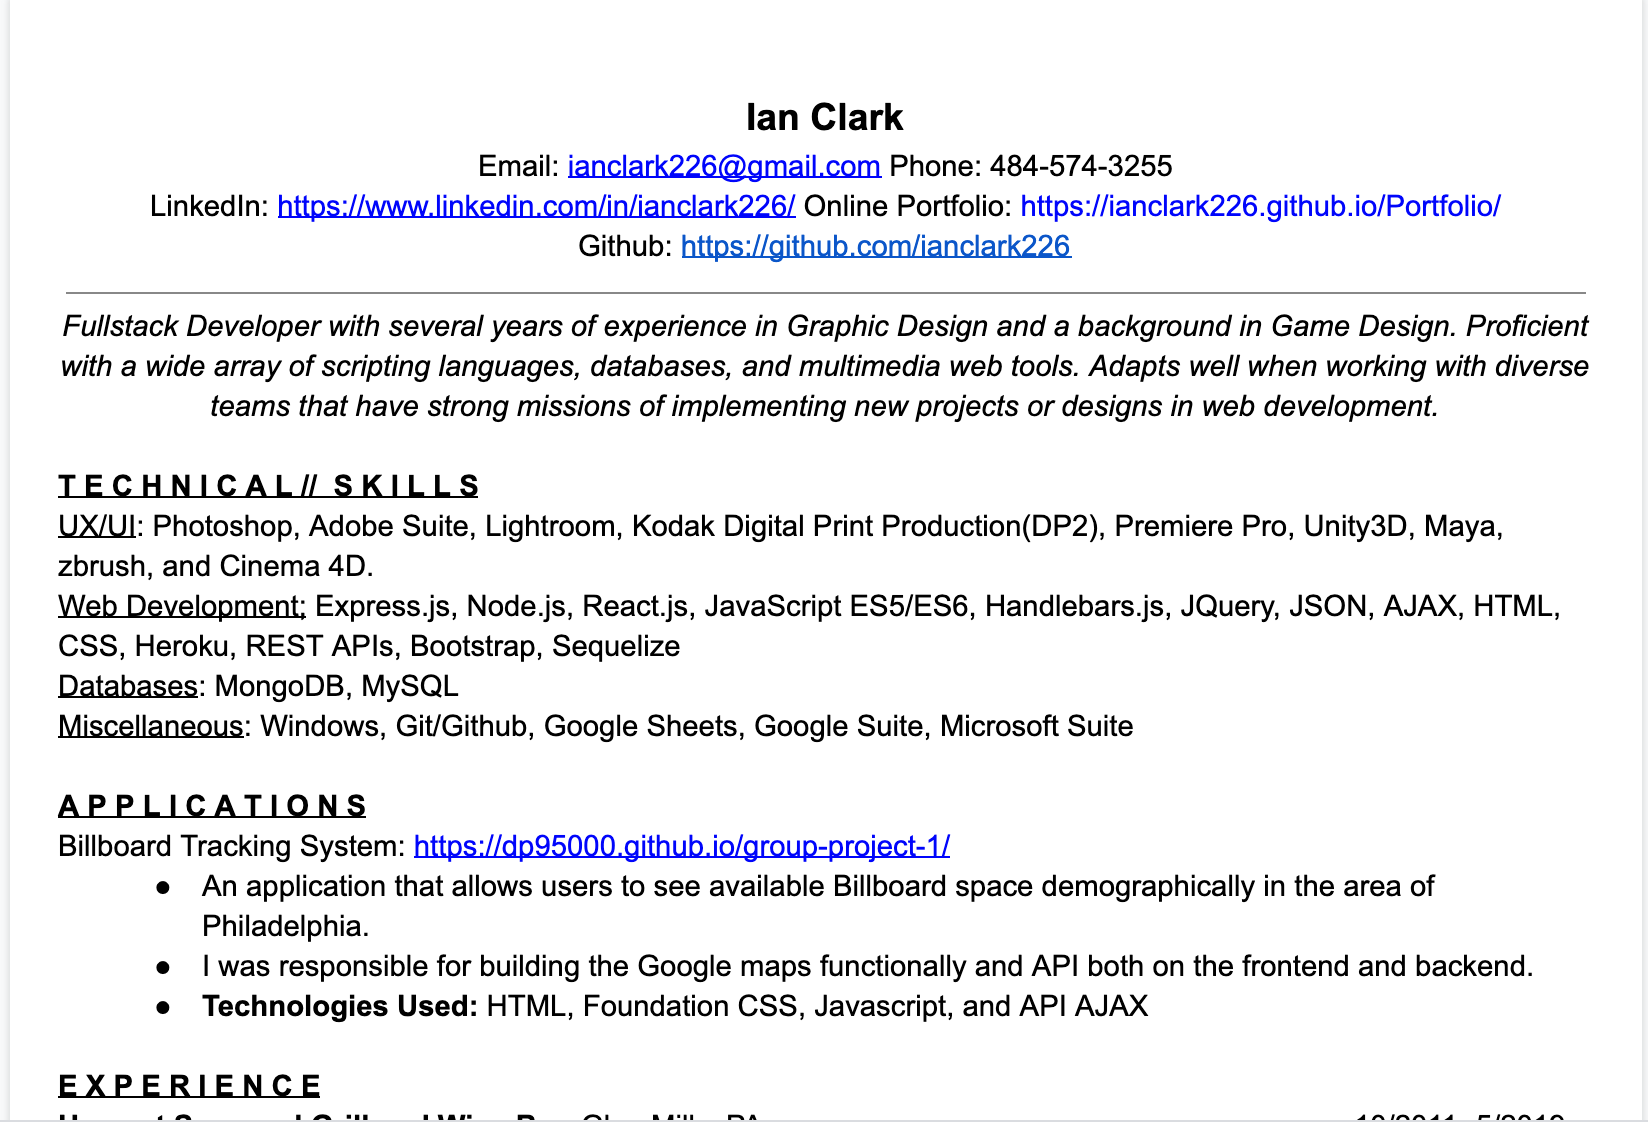 Ian Clark
Email: ianclark226@gmail.com Phone: 484-574-3255
LinkedIn: https://www.linkedin.com/in/ianclark226/ Online Portfolio: https://ianclark226.github.io/Portfolio/
Github: https://github.com/ianclark226
Fullstack Developer with several years of experience in Graphic Design and a background in Game Design. Proficient
with a wide array of scripting languages, databases, and multimedia web tools. Adapts well when working with diverse
teams that have strong missions of implementing new projects or designs in web development.
T E C H N I C A L // S K I L L S
UX/UI: Photoshop, Adobe Suite, Lightroom, Kodak Digital Print Production(DP2), Premiere Pro, Unity3D, Maya,
zbrush, and Cinema 4D.
Web Development: Express.js, Node.js, React.js, JavaScript ES5/ES6, Handlebars.js, JQuery, JSON, AJAX, HTML,
CSS, Heroku, REST APIs, Bootstrap, Sequelize
Databases: MongoDB, MySQL
Miscellaneous: Windows, Git/Github, Google Sheets, Google Suite, Microsoft Suite
A P P L I C A T I O N S
Billboard Tracking System: https://dp95000.github.io/group-project-1/
● An application that allows users to see available Billboard space demographically in the area of
Philadelphia.
● I was responsible for building the Google maps functionally and API both on the frontend and backend.
● Technologies Used: HTML, Foundation CSS, Javascript, and API AJAX
E X P E R I E N C E